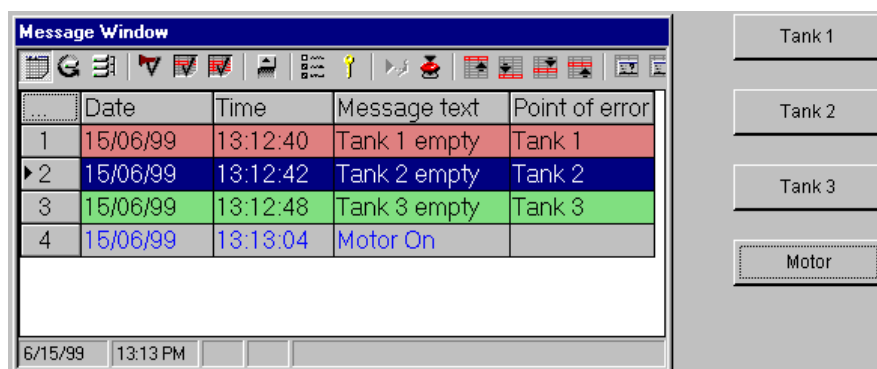 Message Window
... Date Time Message text Point of error
1 15/06/99 13:12:40 Tank 1 empty Tank 1
2 15/06/99 13:12:42 Tank 2 empty Tank 2
3 15/06/99 13:12:48 Tank 3 empty Tank 3
4 15/06/99 13:13:04 Motor On
6/15/99 13:13 PM
Tank 1
Tank 2
Tank 3
Motor